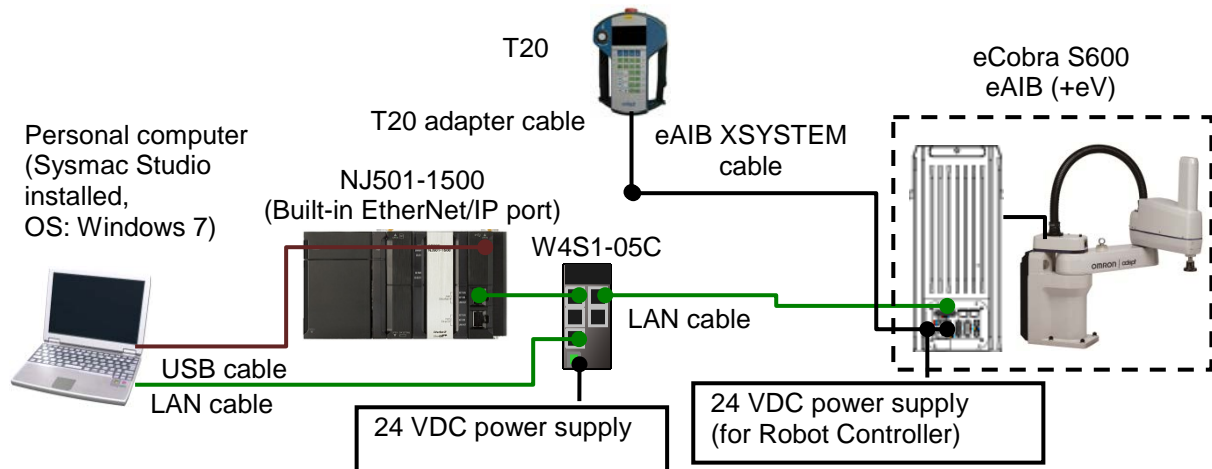 T20
eCobra S600
eAIB (+eV)
T20 adapter cable
eAIB XSYSTEM
cable
Personal computer
(Sysmac Studio
installed,
OS: Windows 7)
NJ501-1500
(Built-in EtherNet/IP port)
W4S1-05C
OMRON | adept
LAN cable
USB cable
LAN cable
24 VDC power supply
24 VDC power supply
(for Robot Controller)